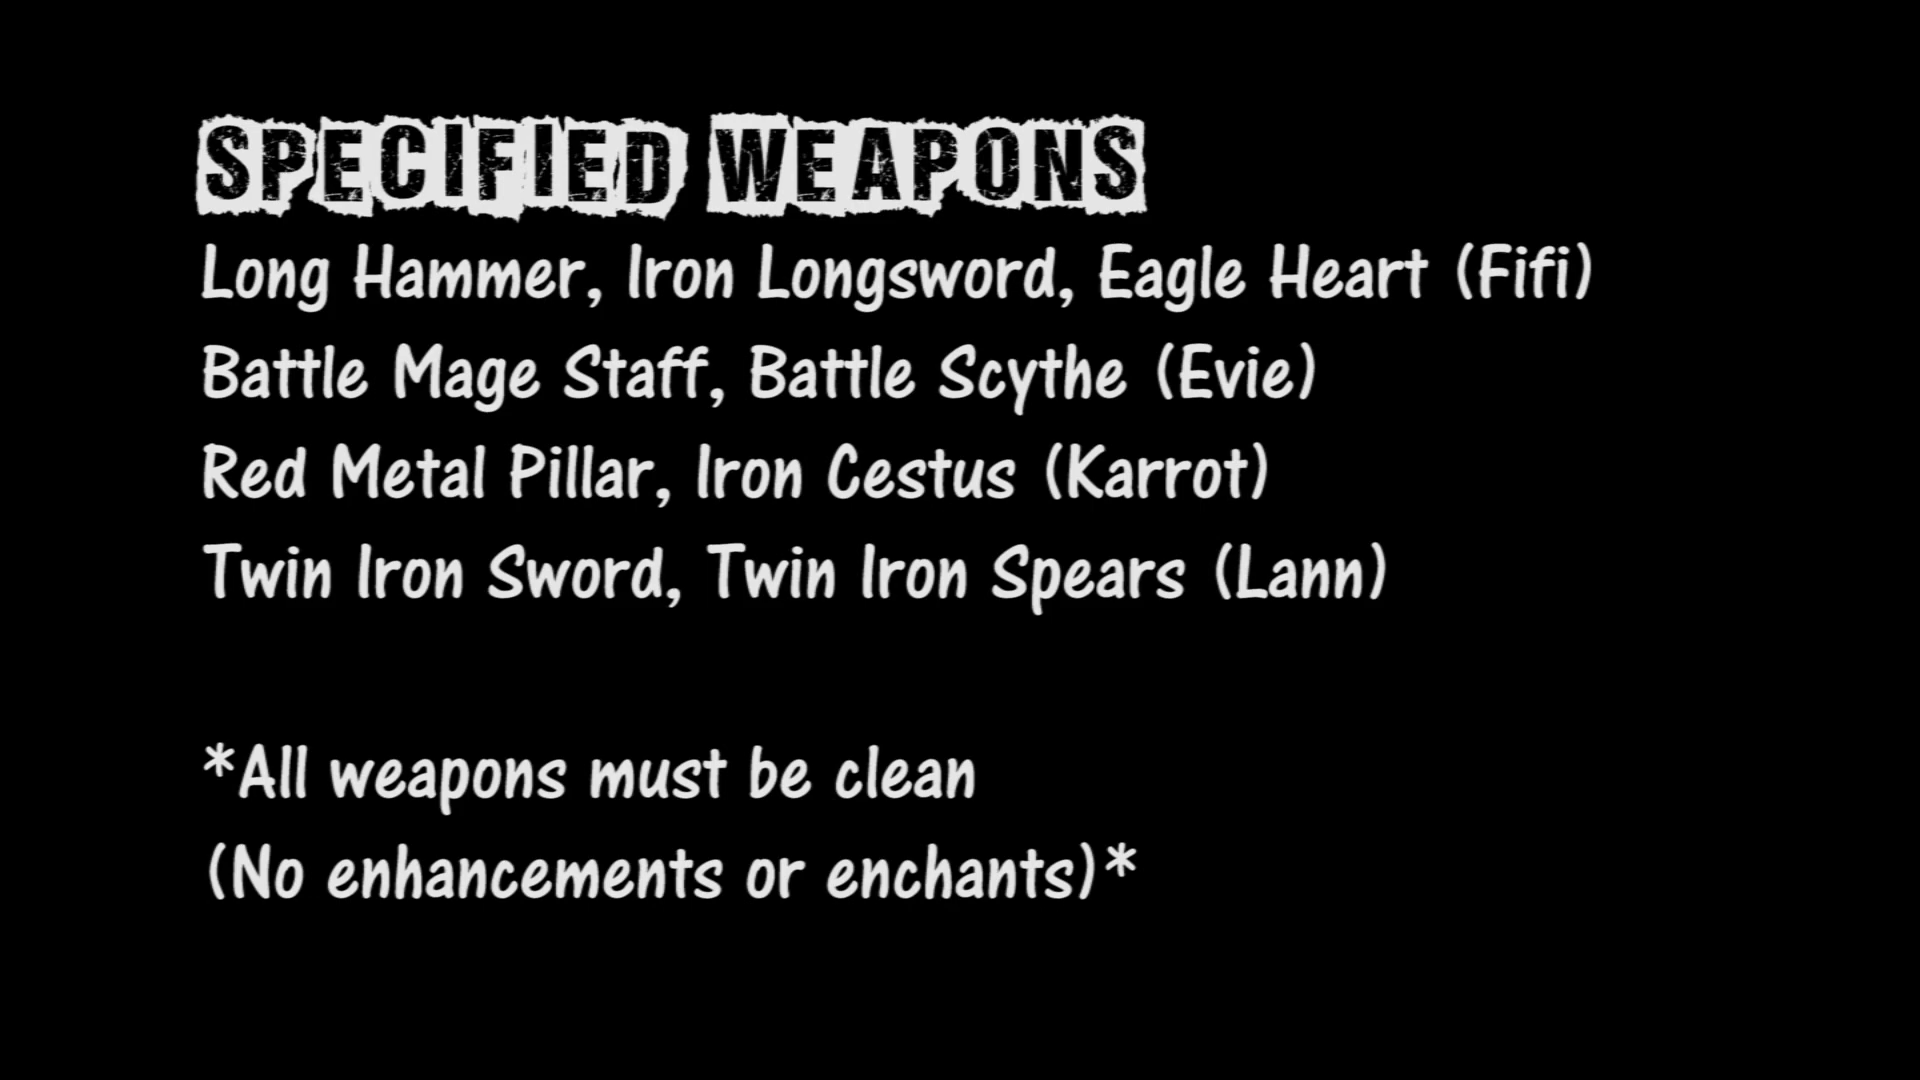 SPECIFIED WEAPONS
Long Hammer, Iron Longsword, Eagle Heart (Fifi)
Battle Mage Staff, Battle Scythe (Evie)
Red Metal Pillar, Iron Cestus (Karrot)
Twin Iron Sword, Twin Iron Spears (Lann)
*All weapons must be clean
(No enhancements or enchants)*